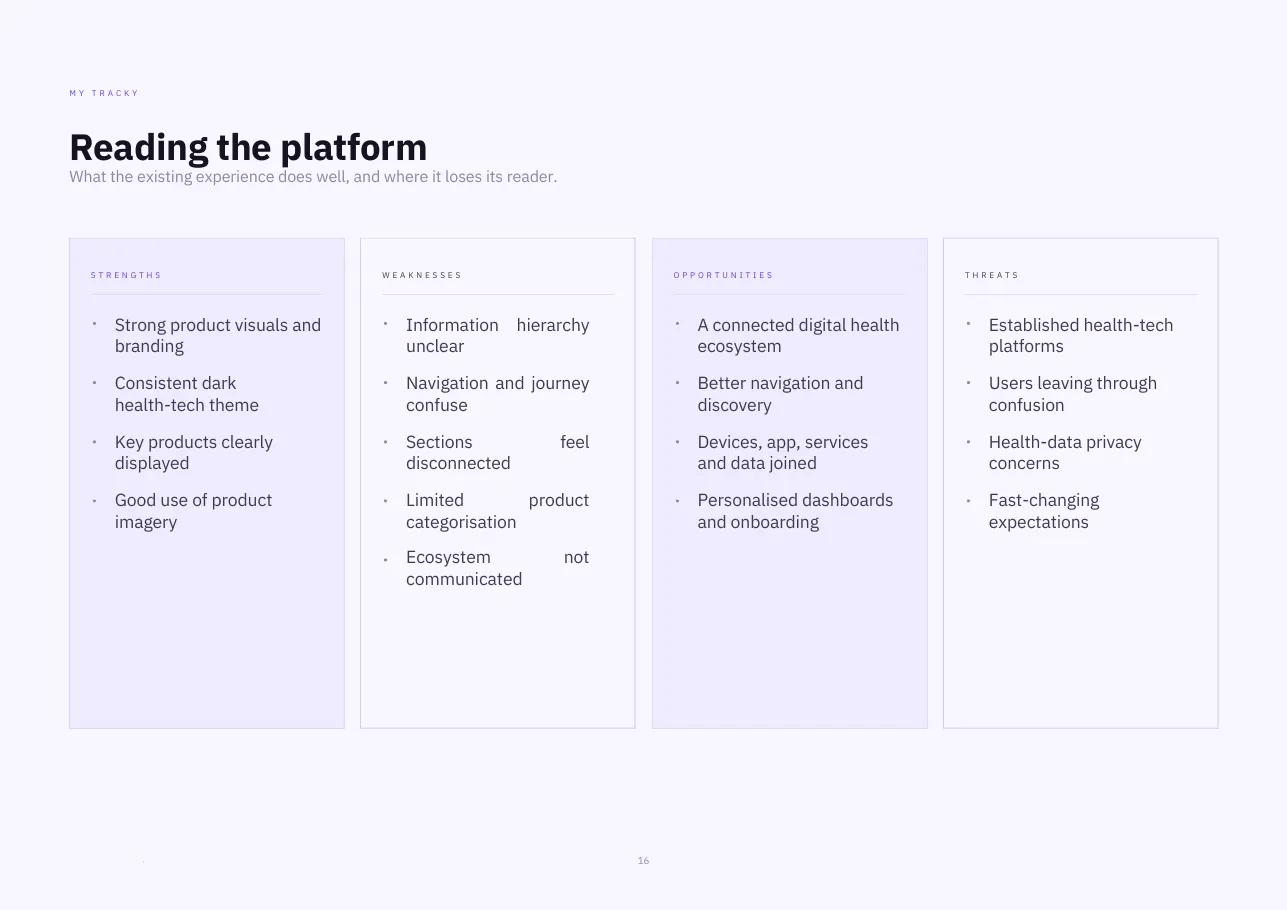 MY TRACKY
Reading the platform
What the existing experience does well, and where it loses its reader.
STRENGTHS
• Strong product visuals and
branding
• Consistent dark
health-tech theme
• Key products clearly
displayed
• Good use of product
imagery
WEAKNESSES
• Information hierarchy
unclear
• Navigation and journey
confuse
• Sections feel
disconnected
• Limited product
categorisation
• Ecosystem not
communicated
OPPORTUNITIES
• A connected digital health
ecosystem
• Better navigation and
discovery
• Devices, app, services
and data joined
• Personalised dashboards
and onboarding
THREATS
• Established health-tech
platforms
• Users leaving through
confusion
• Health-data privacy
concerns
• Fast-changing
expectations
16